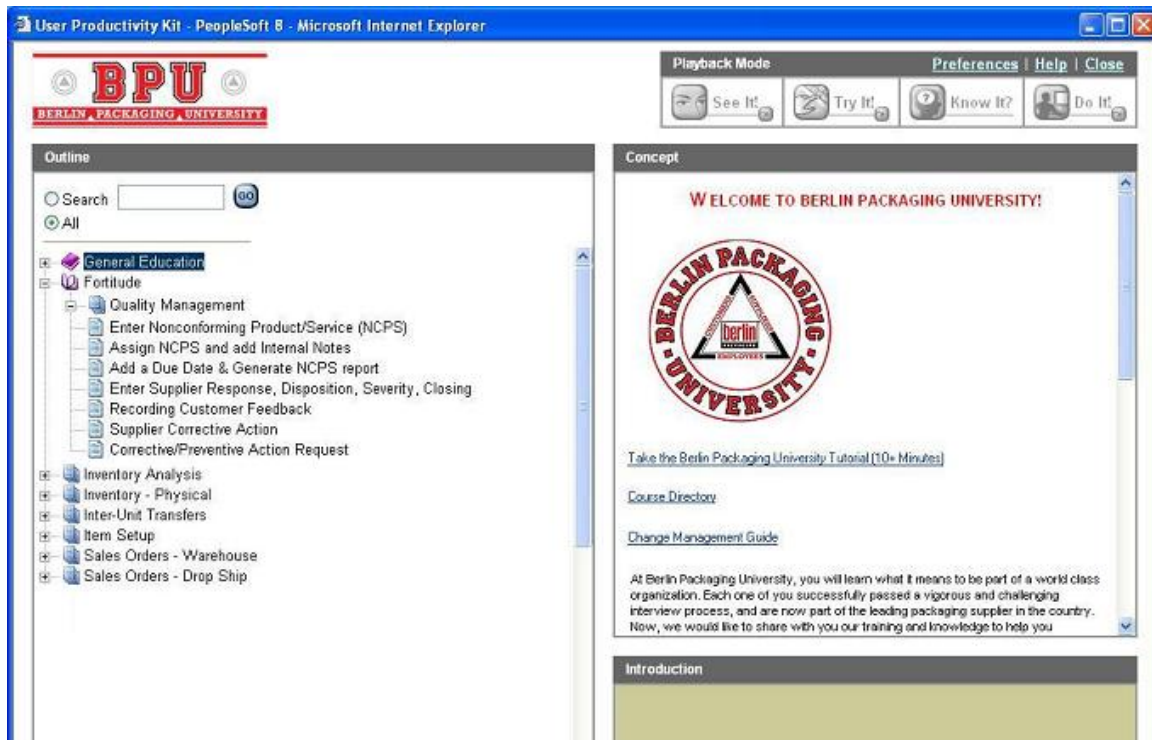 User Productivity Kit - PeopleSoft 8 - Microsoft Internet Explorer
BPU
BERLIN PACKAGING UNIVERSITY
Playback Mode
Preferences | Help | Close
See It!
Try It!
Know It?
Do It!
Outline
Search
GO
All
General Education
Fortitude
Quality Management
Enter Nonconforming Product/Service (NCPS)
Assign NCPS and add Internal Notes
Add a Due Date & Generate NCPS report
Enter Supplier Response, Disposition, Severity, Closing
Recording Customer Feedback
Supplier Corrective Action
Corrective/Preventive Action Request
Inventory Analysis
Inventory - Physical
Inter-Unit Transfers
Item Setup
Sales Orders - Warehouse
Sales Orders - Drop Ship
Concept
WELCOME TO BERLIN PACKAGING UNIVERSITY!
BERLIN PACKAGING
UNIVERSITY
CUSTOMERS
SUPPLIERS
berlin
EMPLOYEES
Take the Berlin Packaging University Tutorial (10+ Minutes)
Course Directory
Change Management Guide
At Berlin Packaging University, you will learn what it means to be part of a world class
organization. Each one of you successfully passed a vigorous and challenging
interview process, and are now part of the leading packaging supplier in the country.
Now, we would like to share with you our training and knowledge to help you
Introduction